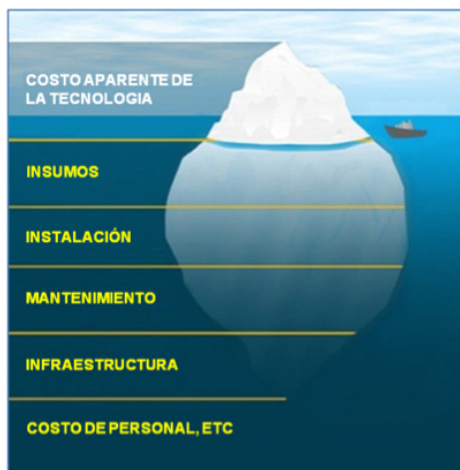 COSTO APARENTE DE
LA TECNOLOGIA
INSUMOS
INSTALACIÓN
MANTENIMIENTO
INFRAESTRUCTURA
COSTO DE PERSONAL, ETC